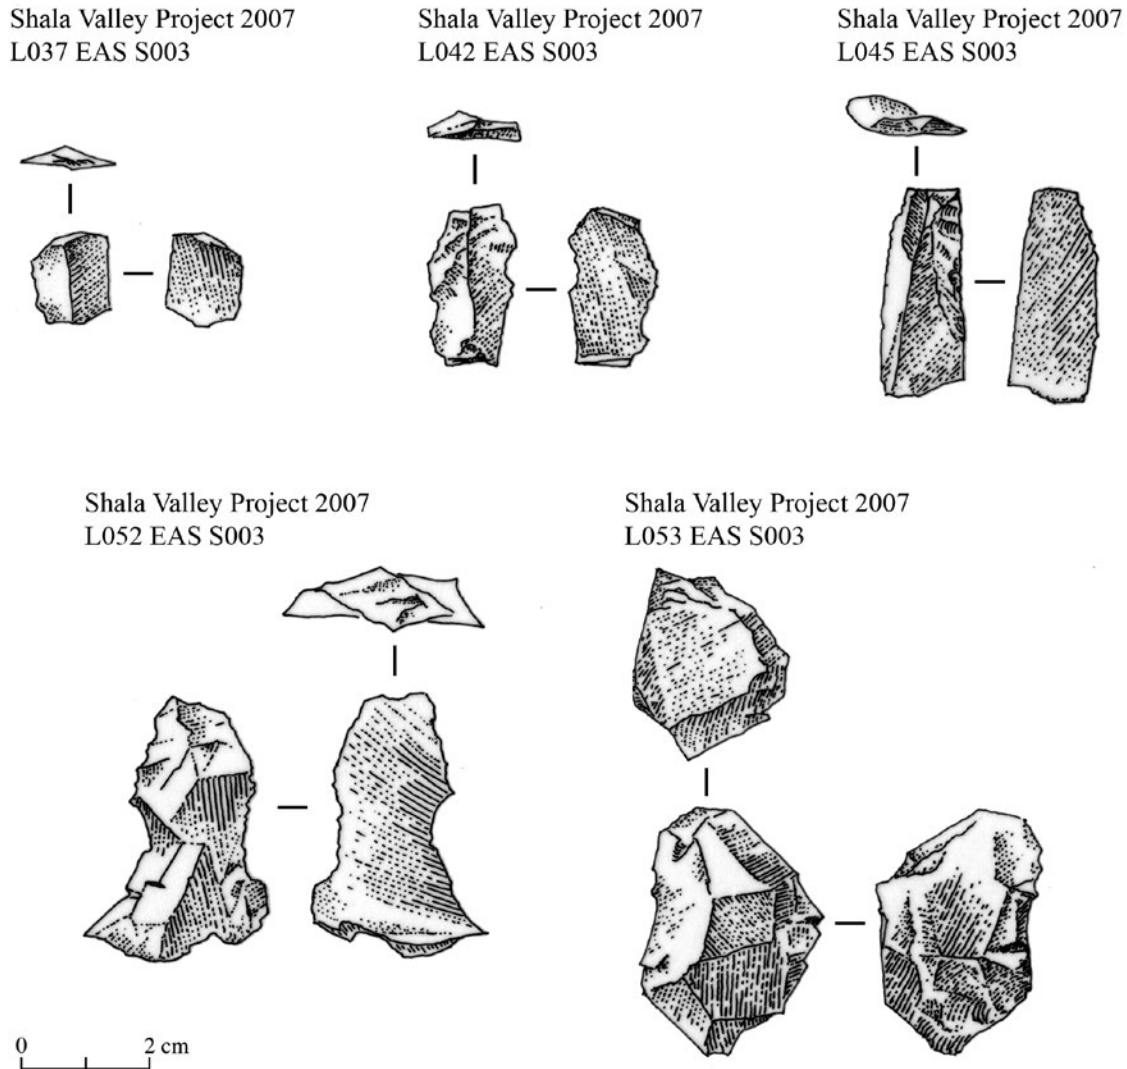 Shala Valley Project 2007
L037 EAS S003
Shala Valley Project 2007
L042 EAS S003
Shala Valley Project 2007
L045 EAS S003
Shala Valley Project 2007
L052 EAS S003
Shala Valley Project 2007
L053 EAS S003
0 2 cm